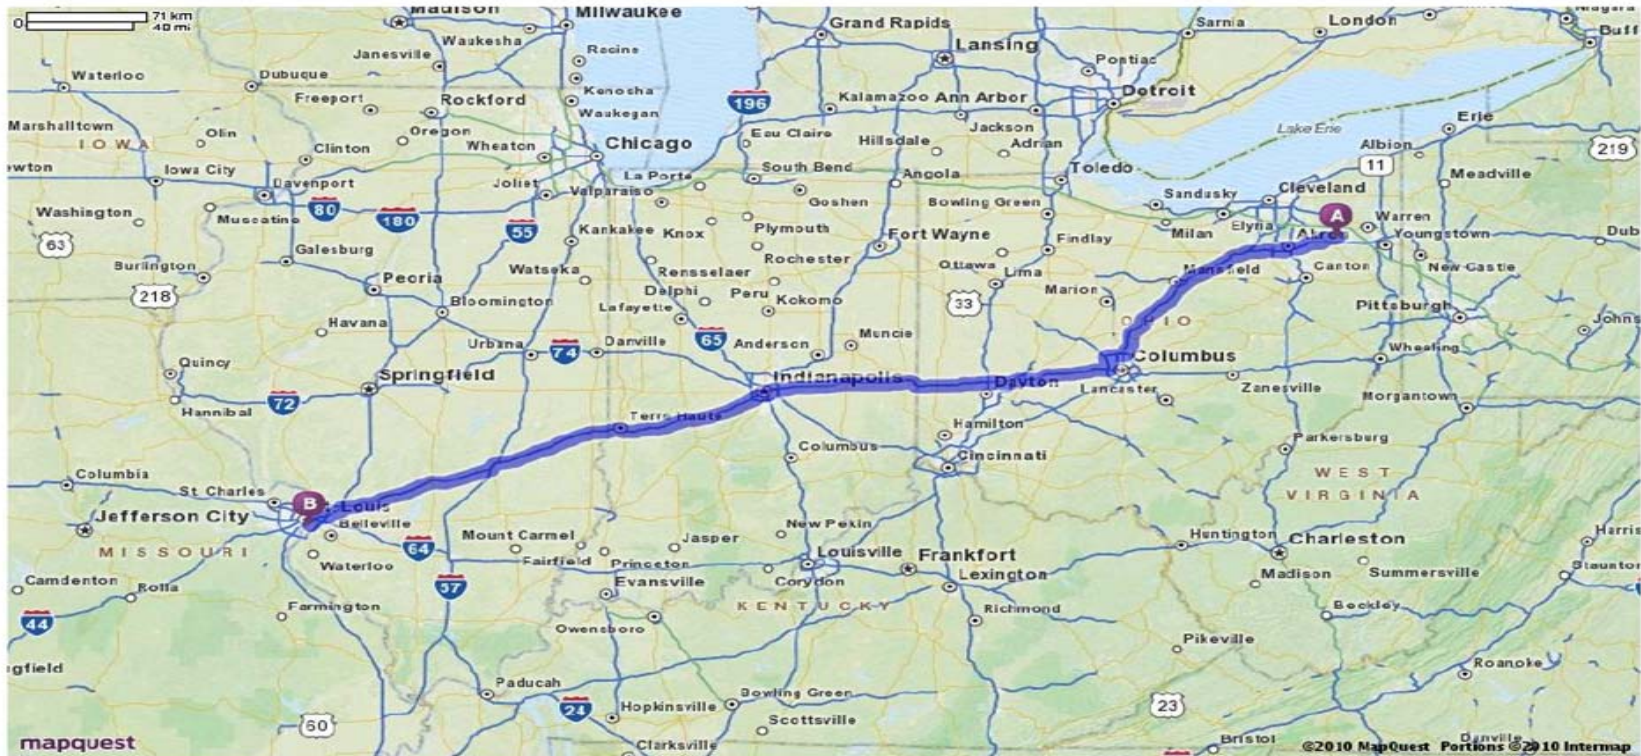 71 km
0
40 mi
Madison
Milwaukee
Waukesha
Janesville
Racine
Grand Rapids
Lansing
Sarnia
London
Niagara
Buff
Pontiac
Waterloo
Dubuque
Kenosha
Freeport
Rockford
Waukegan
196
Kalamazoo
Ann Arbor
Detroit
Marshalltown
IOWA
Olin
Oregon
Wheaton
Chicago
Eau Claire
Hillsdale
Jackson
Adrian
Lake Erie
Albion
Erie
219
11
ewton
Iowa City
Clinton
Davenport
Joliet
La Porte
Valparaiso
South Bend
Angola
Toledo
Sandusky
Cleveland
Meadville
Washington
Muscatine
80
180
55
Goshen
Bowling Green
Milan
Elyria
A
Warren
63
Galesburg
Kankakee
Knox
Plymouth
Fort Wayne
Findlay
Youngstown
Dub
Burlington
218
Peoria
Watseka
Rensselaer
Rochester
Ottawa
Lima
Mansfield
Canton
New Castle
Bloomington
Delphi
Peru
Kokomo
Marion
33
Pittsburgh
Havana
Lafayette
65
Muncie
OHIO
Johns
Quincy
Urbana
74
Danville
Anderson
Columbus
Wheeling
Springfield
Indianapolis
Dayton
Lancaster
Zanesville
Morgantown
Hannibal
72
Terre Haute
Hamilton
Parkersburg
Columbus
Cincinnati
WEST
VIRGINIA
Columbia
St Charles
B
Louis
Jefferson City
Belleville
MISSOURI
Waterloo
64
Mount Carmel
Fairfield
Princeton
Jasper
New Pekin
Louisville
Frankfort
Huntington
Charleston
Harris
Camdenton
Rolla
57
Evansville
Corydon
Lexington
Madison
Summersville
Staunton
44
Farmington
KENTUCKY
Richmond
Beckley
Owensboro
Pikeville
gfield
Roanoke
Paducah
24
Bowling Green
60
Hopkinsville
Scottsville
23
Clarksville
Bristol
Danville
mapquest
©2010 MapQuest Portions ©2010 Intermap